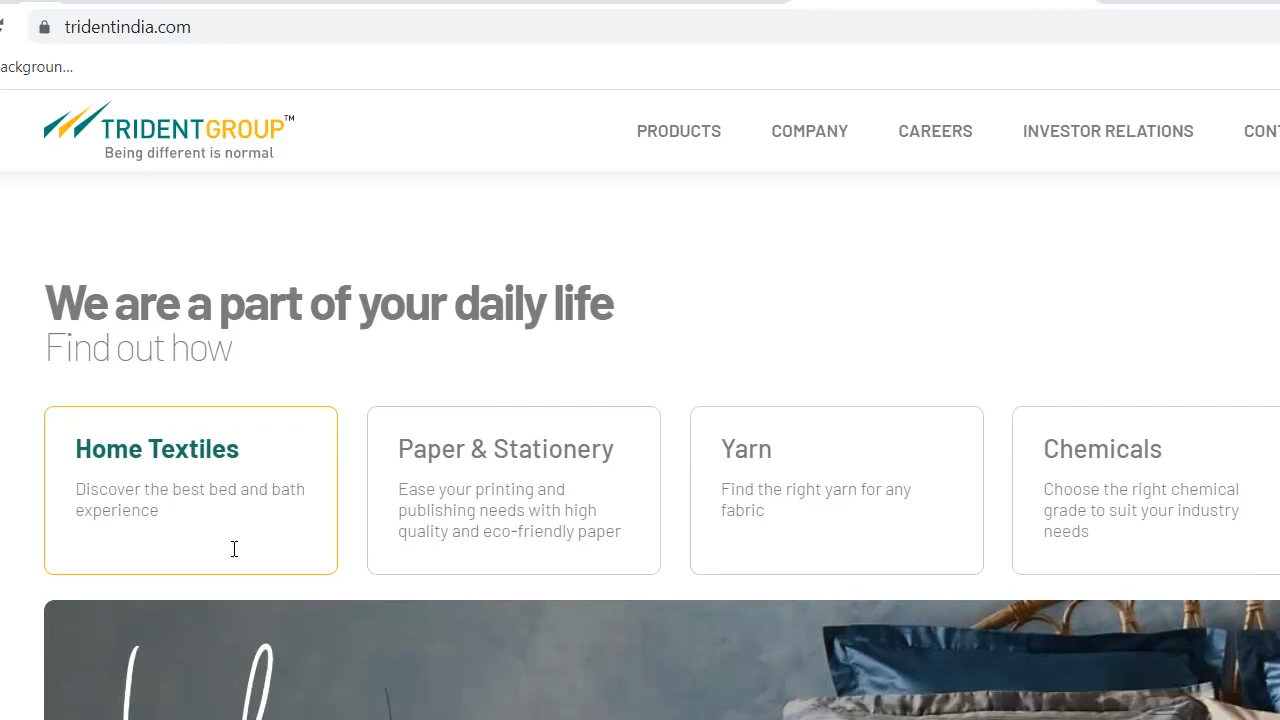 tridentindia.com
ackgroun...
TRIDENTGROUP™
Being different is normal
PRODUCTS COMPANY CAREERS INVESTOR RELATIONS
We are a part of your daily life
Find out how
Home Textiles
Discover the best bed and bath
experience
Paper & Stationery
Ease your printing and
publishing needs with high
quality and eco-friendly paper
Yarn
Find the right yarn for any
fabric
Chemicals
Choose the right chemical
grade to suit your industry
needs